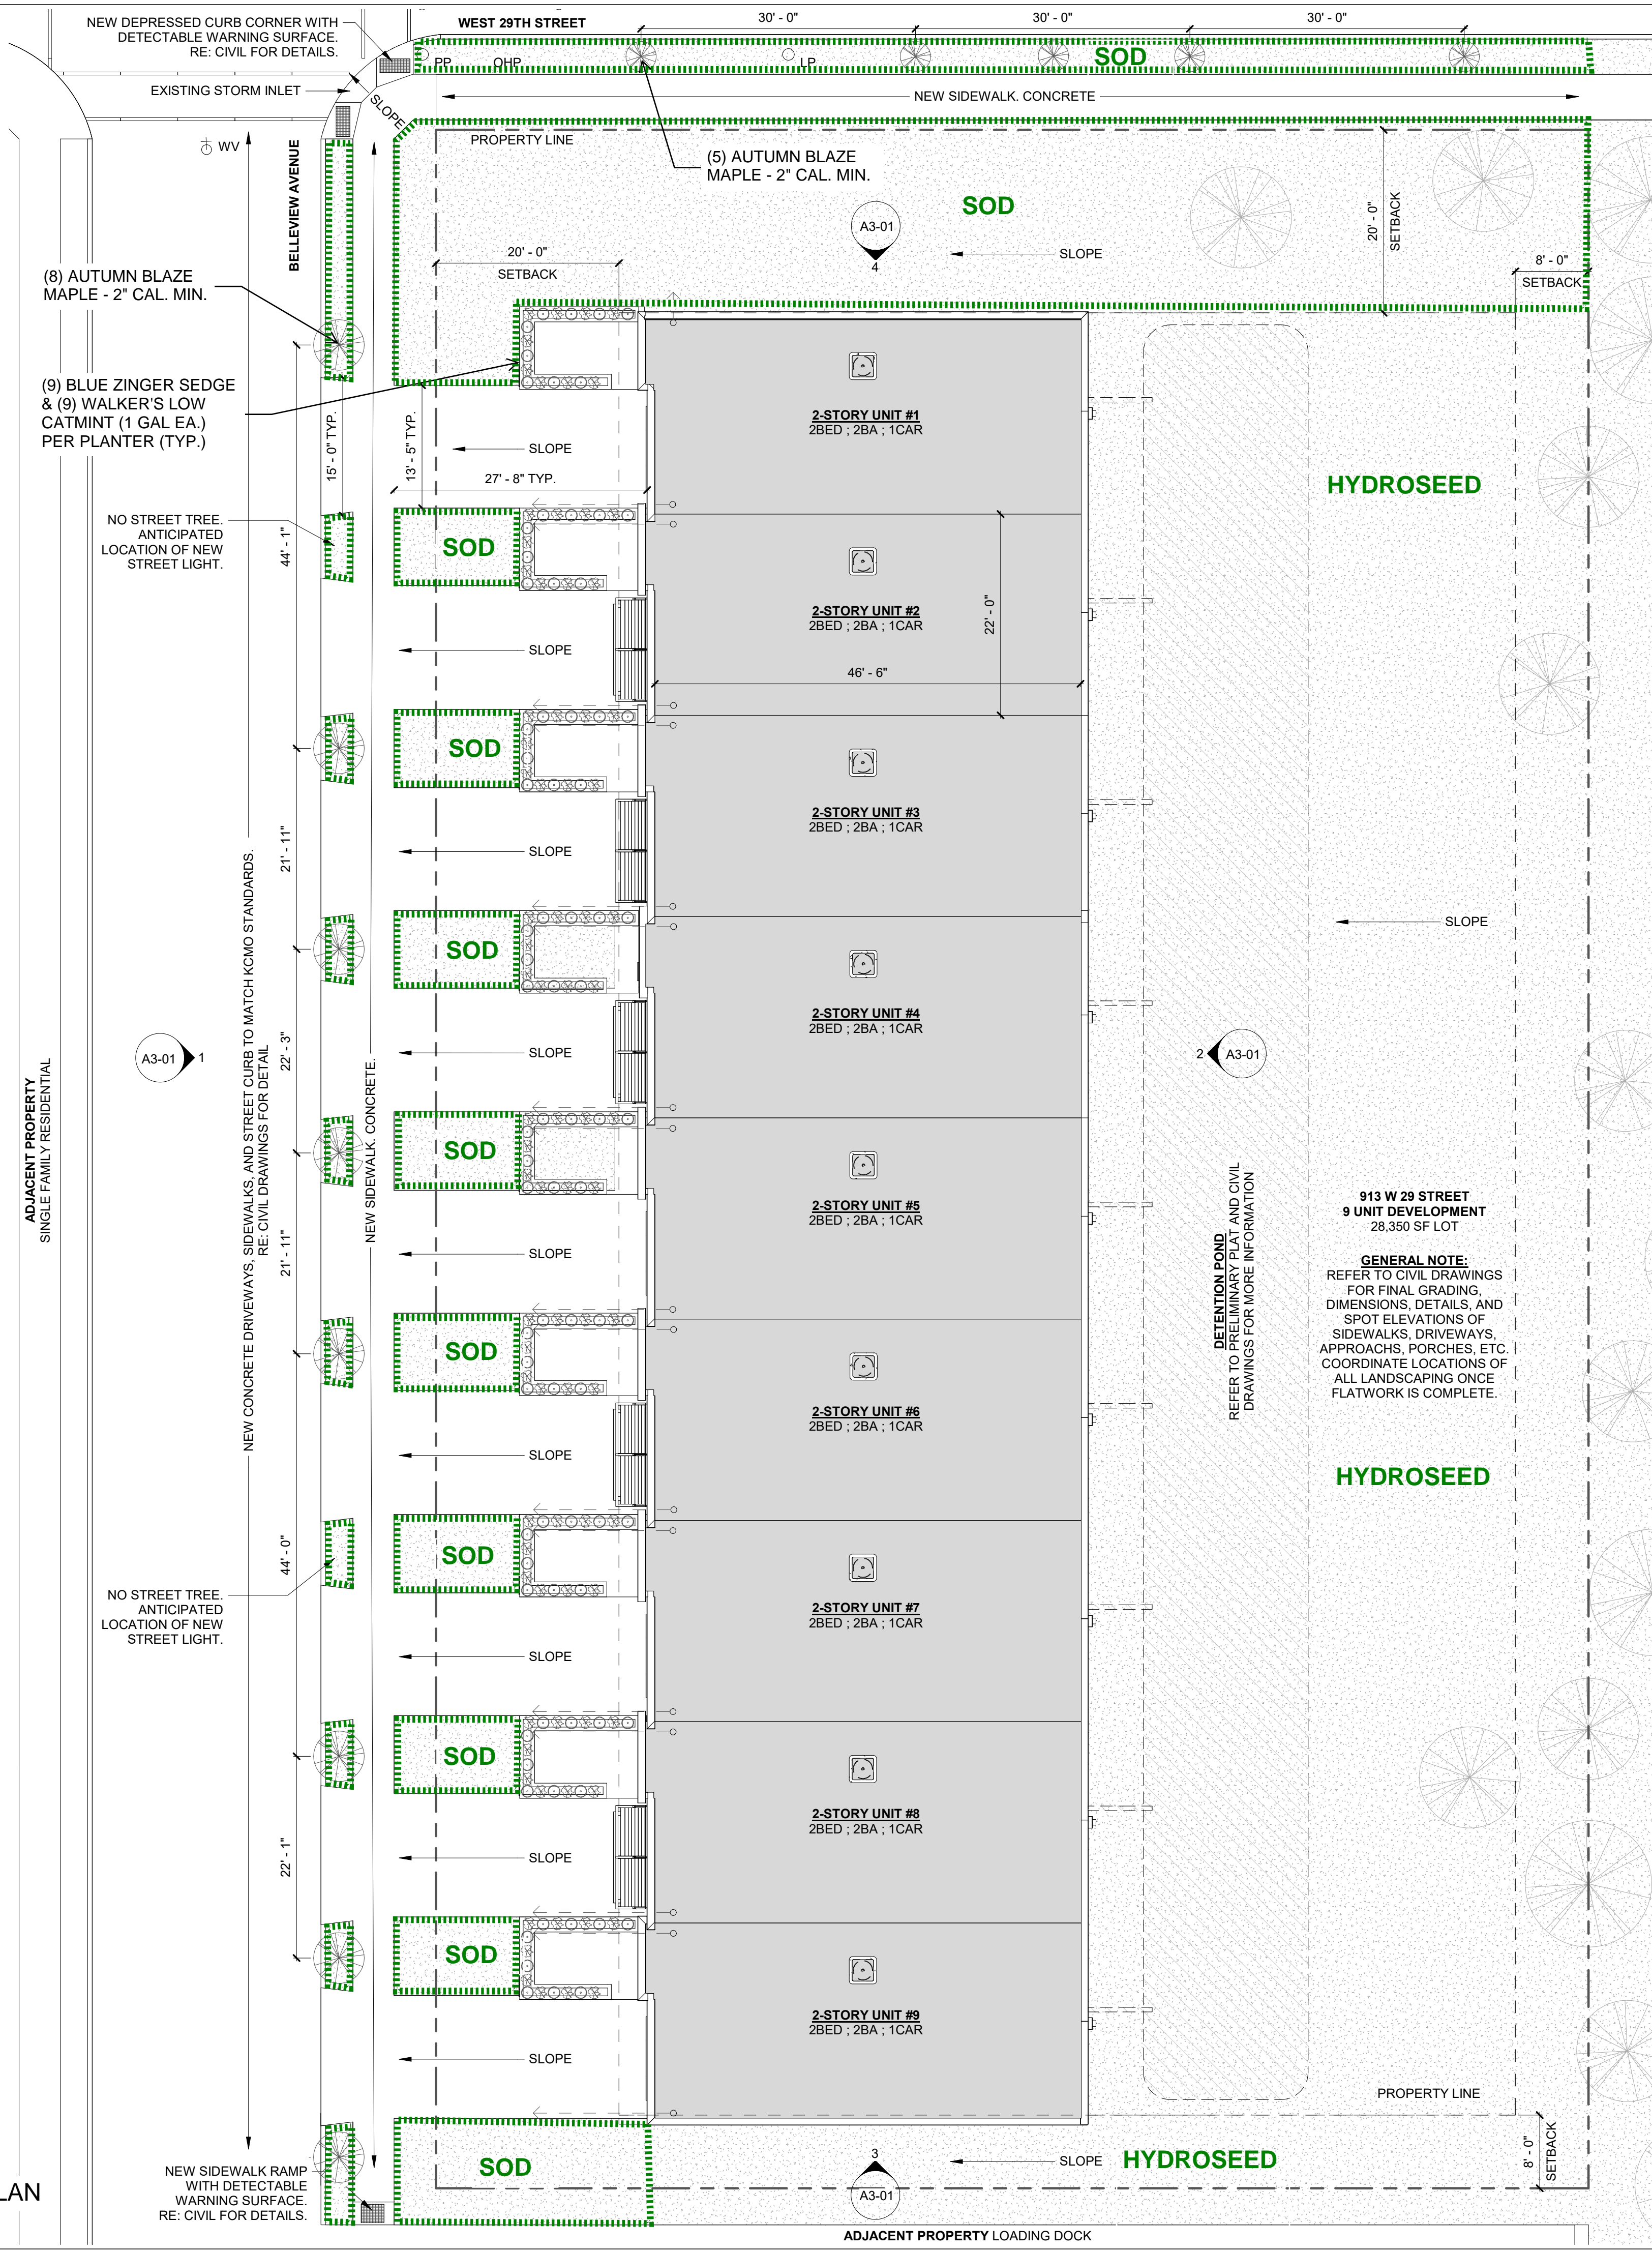 NEW DEPRESSED CURB CORNER WITH
DETECTABLE WARNING SURFACE.
RE: CIVIL FOR DETAILS.
WEST 29TH STREET
30' - 0"
30' - 0"
30' - 0"
PP
OHP
LP
SOD
EXISTING STORM INLET
SLOPE
NEW SIDEWALK. CONCRETE
WV
BELLEVIEW AVENUE
PROPERTY LINE
(5) AUTUMN BLAZE
MAPLE - 2" CAL. MIN.
SOD
A3-01
4
SLOPE
20' - 0"
SETBACK
20' - 0"
SETBACK
8' - 0"
SETBACK
(8) AUTUMN BLAZE
MAPLE - 2" CAL. MIN.
(9) BLUE ZINGER SEDGE
& (9) WALKER'S LOW
CATMINT (1 GAL EA.)
PER PLANTER (TYP.)
15' - 0" TYP.
13' - 5" TYP.
SLOPE
27' - 8" TYP.
2-STORY UNIT #1
2BED ; 2BA ; 1CAR
HYDROSEED
NO STREET TREE.
ANTICIPATED
LOCATION OF NEW
STREET LIGHT.
44' - 1"
SOD
2-STORY UNIT #2
2BED ; 2BA ; 1CAR
22' - 0"
SLOPE
46' - 6"
SOD
2-STORY UNIT #3
2BED ; 2BA ; 1CAR
21' - 11"
SLOPE
SLOPE
SOD
2-STORY UNIT #4
2BED ; 2BA ; 1CAR
22' - 3"
SLOPE
A3-01
1
2
A3-01
NEW CONCRETE DRIVEWAYS, SIDEWALKS, AND STREET CURB TO MATCH KCMO STANDARDS.
RE: CIVIL DRAWINGS FOR DETAIL
NEW SIDEWALK. CONCRETE.
ADJACENT PROPERTY
SINGLE FAMILY RESIDENTIAL
SOD
2-STORY UNIT #5
2BED ; 2BA ; 1CAR
21' - 11"
SLOPE
DETENTION POND
REFER TO PRELIMINARY PLAT AND CIVIL
DRAWINGS FOR MORE INFORMATION
913 W 29 STREET
9 UNIT DEVELOPMENT
28,350 SF LOT
GENERAL NOTE:
REFER TO CIVIL DRAWINGS
FOR FINAL GRADING,
DIMENSIONS, DETAILS, AND
SPOT ELEVATIONS OF
SIDEWALKS, DRIVEWAYS,
APPROACHS, PORCHES, ETC.
COORDINATE LOCATIONS OF
ALL LANDSCAPING ONCE
FLATWORK IS COMPLETE.
SOD
2-STORY UNIT #6
2BED ; 2BA ; 1CAR
SLOPE
HYDROSEED
44' - 0"
SOD
NO STREET TREE.
ANTICIPATED
LOCATION OF NEW
STREET LIGHT.
2-STORY UNIT #7
2BED ; 2BA ; 1CAR
SLOPE
SOD
2-STORY UNIT #8
2BED ; 2BA ; 1CAR
22' - 1"
SLOPE
SOD
2-STORY UNIT #9
2BED ; 2BA ; 1CAR
SLOPE
PROPERTY LINE
SOD
3
A3-01
SLOPE
HYDROSEED
8' - 0"
SETBACK
NEW SIDEWALK RAMP
WITH DETECTABLE
WARNING SURFACE.
RE: CIVIL FOR DETAILS.
LAN
ADJACENT PROPERTY LOADING DOCK